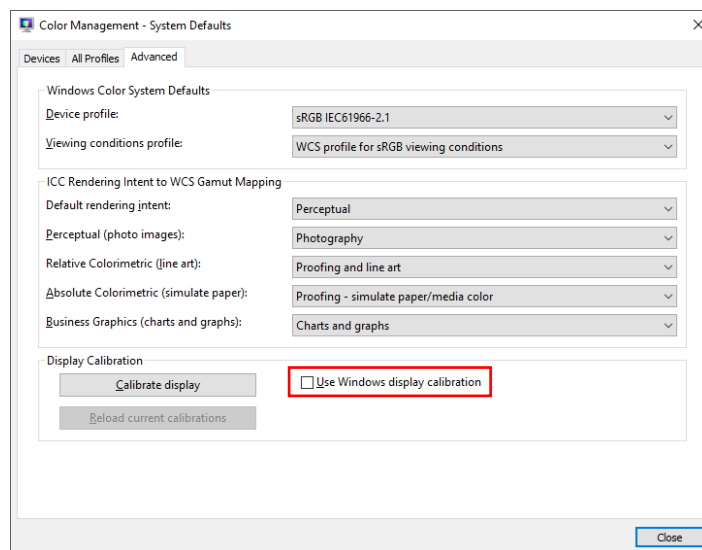 Color Management - System Defaults
Devices All Profiles Advanced
Windows Color System Defaults
Device profile: sRGB IEC61966-2.1
Viewing conditions profile: WCS profile for sRGB viewing conditions
ICC Rendering Intent to WCS Gamut Mapping
Default rendering intent: Perceptual
Perceptual (photo images): Photography
Relative Colorimetric (line art): Proofing and line art
Absolute Colorimetric (simulate paper): Proofing - simulate paper/media color
Business Graphics (charts and graphs): Charts and graphs
Display Calibration
Calibrate display Use Windows display calibration
Reload current calibrations
Close